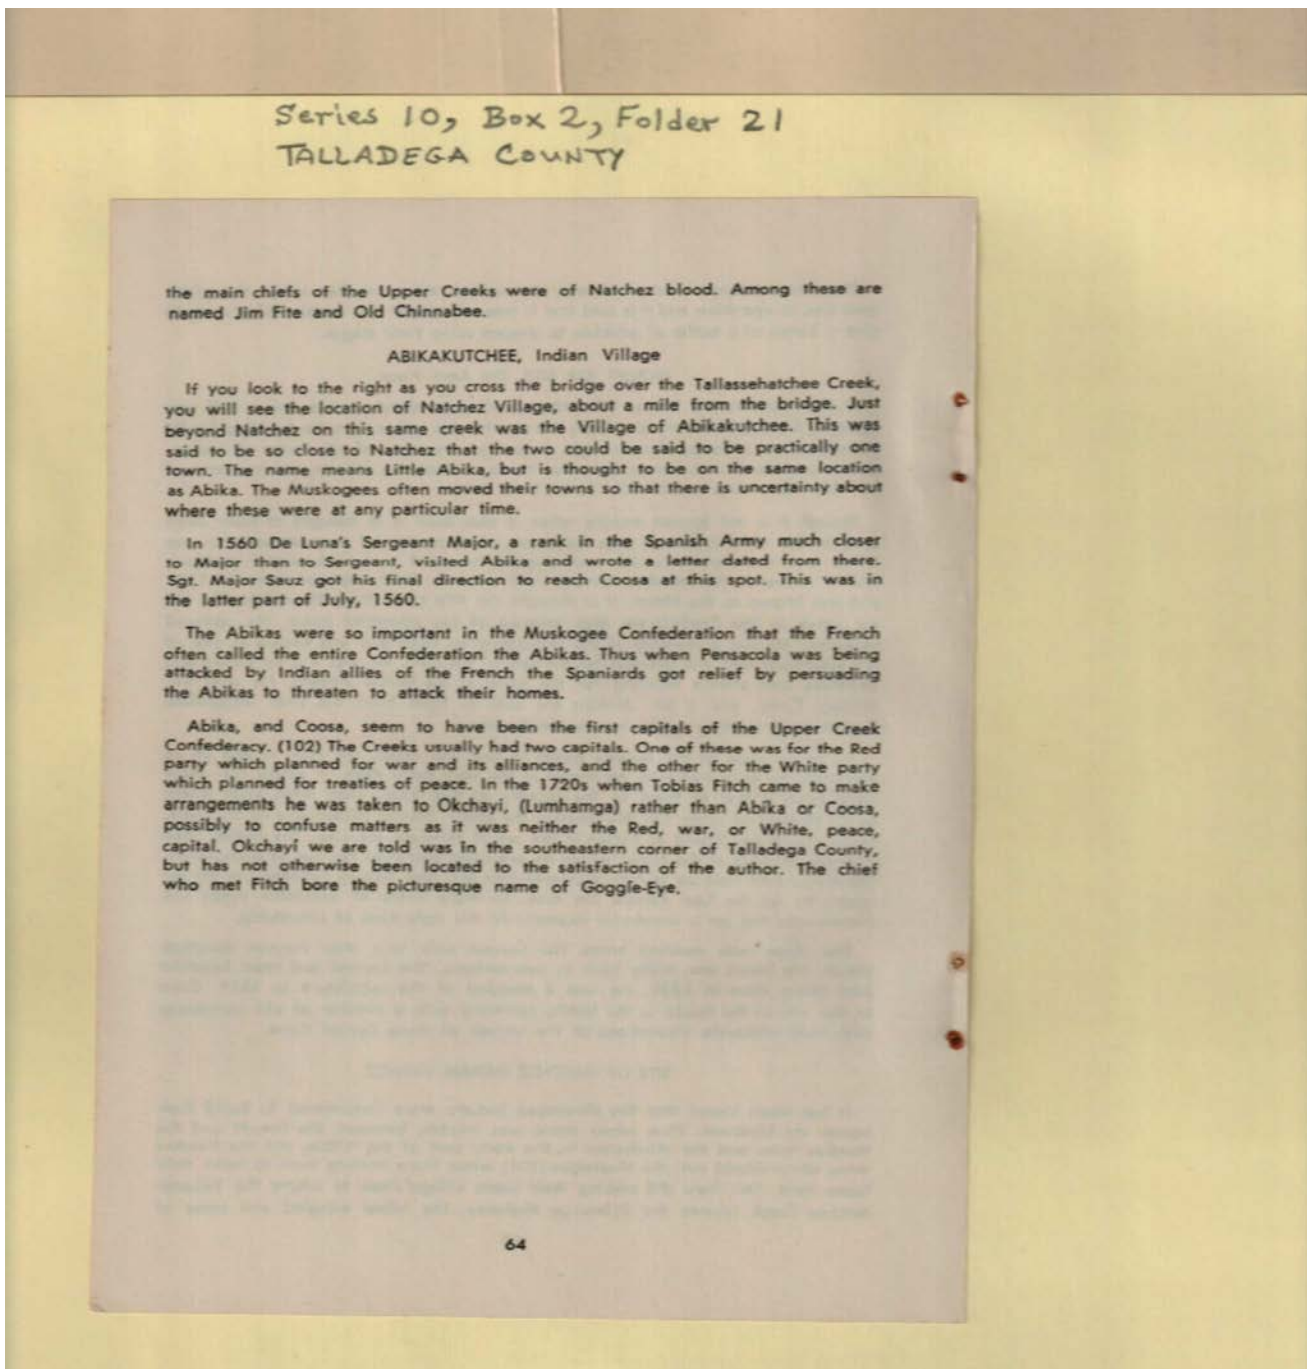 Series 10, Box 2, Folder 21
TALLADEGA COUNTY
the main chiefs of the Upper Creeks were of Natchez blood. Among these are
named Jim Fite and Old Chinnabee.
ABIKAKUTCHEE, Indian Village
If you look to the right as you cross the bridge over the Tallassehatchee Creek,
you will see the location of Natchez Village, about a mile from the bridge. Just
beyond Natchez on this same creek was the Village of Abikakutchee. This was
said to be so close to Natchez that the two could be said to be practically one
town. The name means Little Abika, but is thought to be on the same location
as Abika. The Muskogees often moved their towns so that there is uncertainty about
where these were at any particular time.
In 1560 De Luna's Sergeant Major, a rank in the Spanish Army much closer
to Major than to Sergeant, visited Abika and wrote a letter dated from there.
Sgt. Major Sauz got his final direction to reach Coosa at this spot. This was in
the latter part of July, 1560.
The Abikas were so important in the Muskogee Confederation that the French
often called the entire Confederation the Abikas. Thus when Pensacola was being
attacked by Indian allies of the French the Spaniards got relief by persuading
the Abikas to threaten to attack their homes.
Abika, and Coosa, seem to have been the first capitals of the Upper Creek
Confederacy. (102) The Creeks usually had two capitals. One of these was for the Red
party which planned for war and its alliances, and the other for the White party
which planned for treaties of peace. In the 1720s when Tobias Fitch came to make
arrangements he was taken to Okchayi, (Lumhamga) rather than Abika or Coosa,
possibly to confuse matters as it was neither the Red, war, or White, peace,
capital. Okchayi we are told was in the southeastern corner of Talladega County,
but has not otherwise been located to the satisfaction of the author. The chief
who met Fitch bore the picturesque name of Goggle-Eye.
64